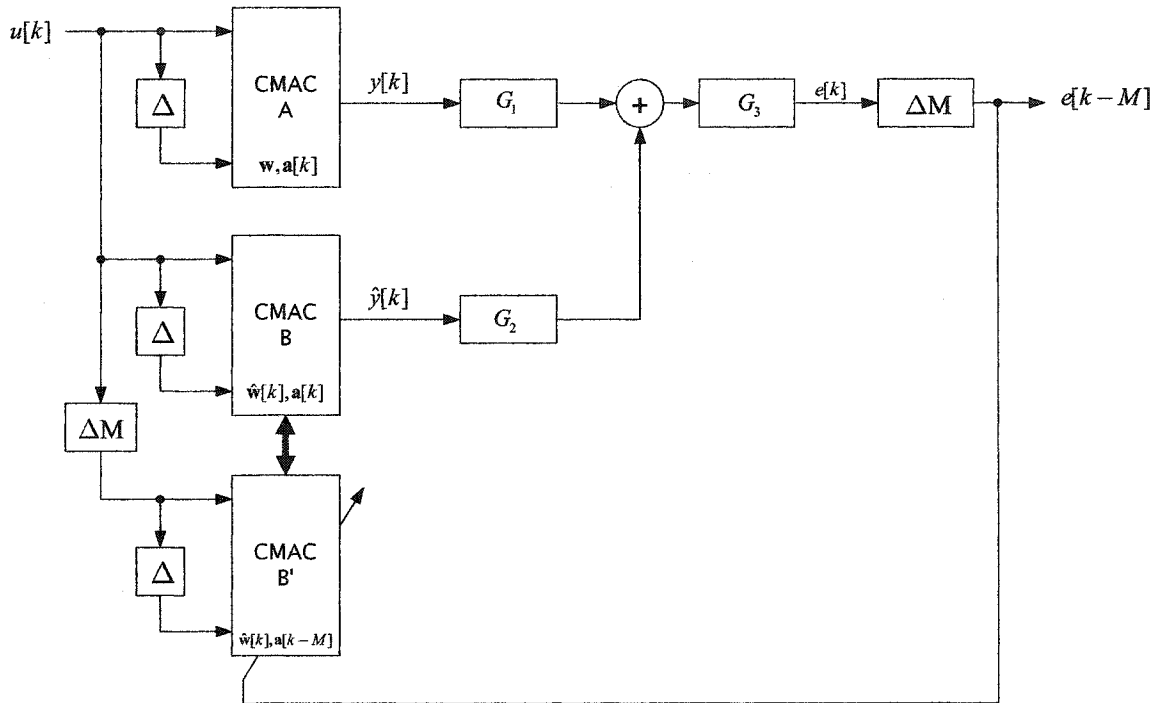 u[k]
Δ
CMAC
A
w, a[k]
y[k]
G₁
+
G₃
e[k]
ΔM
e[k − M]
Δ
CMAC
B
ŵ[k], a[k]
ŷ[k]
G₂
ΔM
Δ
CMAC
B'
ŵ[k], a[k − M]